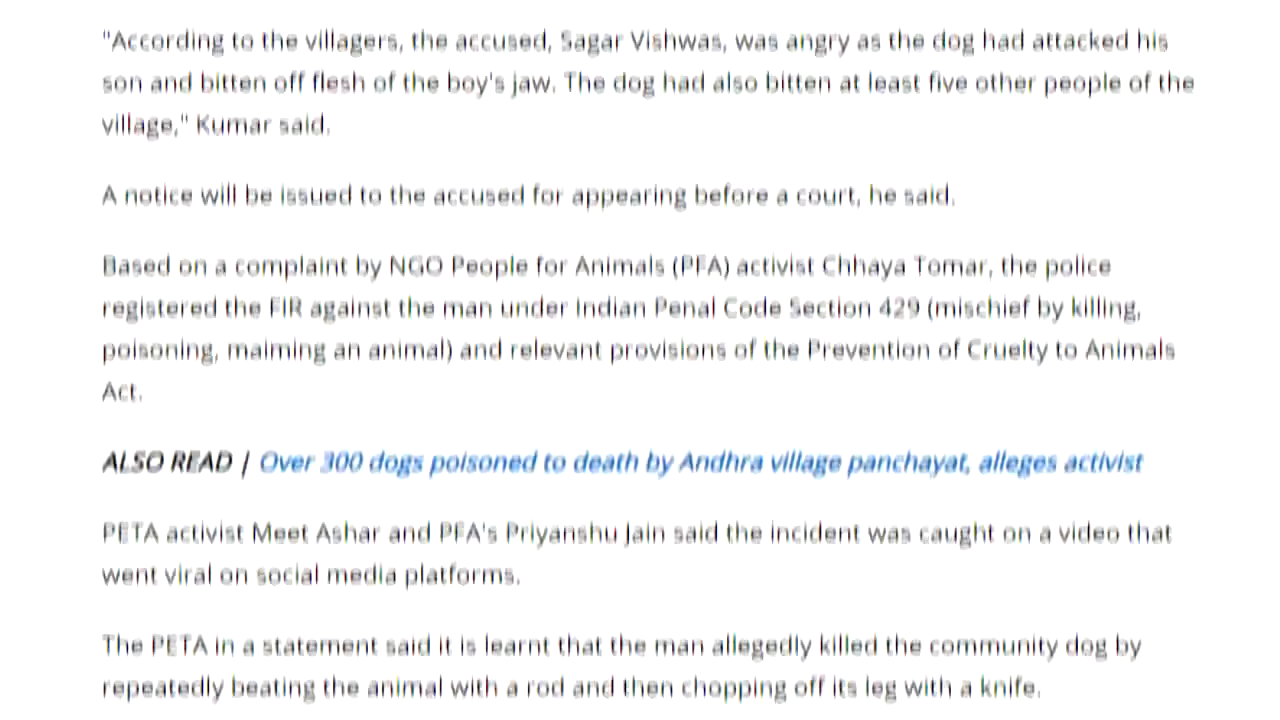 "According to the villagers, the accused, Sagar Vishwas, was angry as the dog had attacked his
son and bitten off flesh of the boy's jaw. The dog had also bitten at least five other people of the
village," Kumar said.
A notice will be issued to the accused for appearing before a court, he said.
Based on a complaint by NGO People for Animals (PFA) activist Chhaya Tomar, the police
registered the FIR against the man under Indian Penal Code Section 429 (mischief by killing,
poisoning, maiming an animal) and relevant provisions of the Prevention of Cruelty to Animals
Act.
ALSO READ | Over 300 dogs poisoned to death by Andhra village panchayat, alleges activist
PETA activist Meet Ashar and PFA's Priyanshu Jain said the incident was caught on a video that
went viral on social media platforms.
The PETA in a statement said it is learnt that the man allegedly killed the community dog by
repeatedly beating the animal with a rod and then chopping off its leg with a knife.